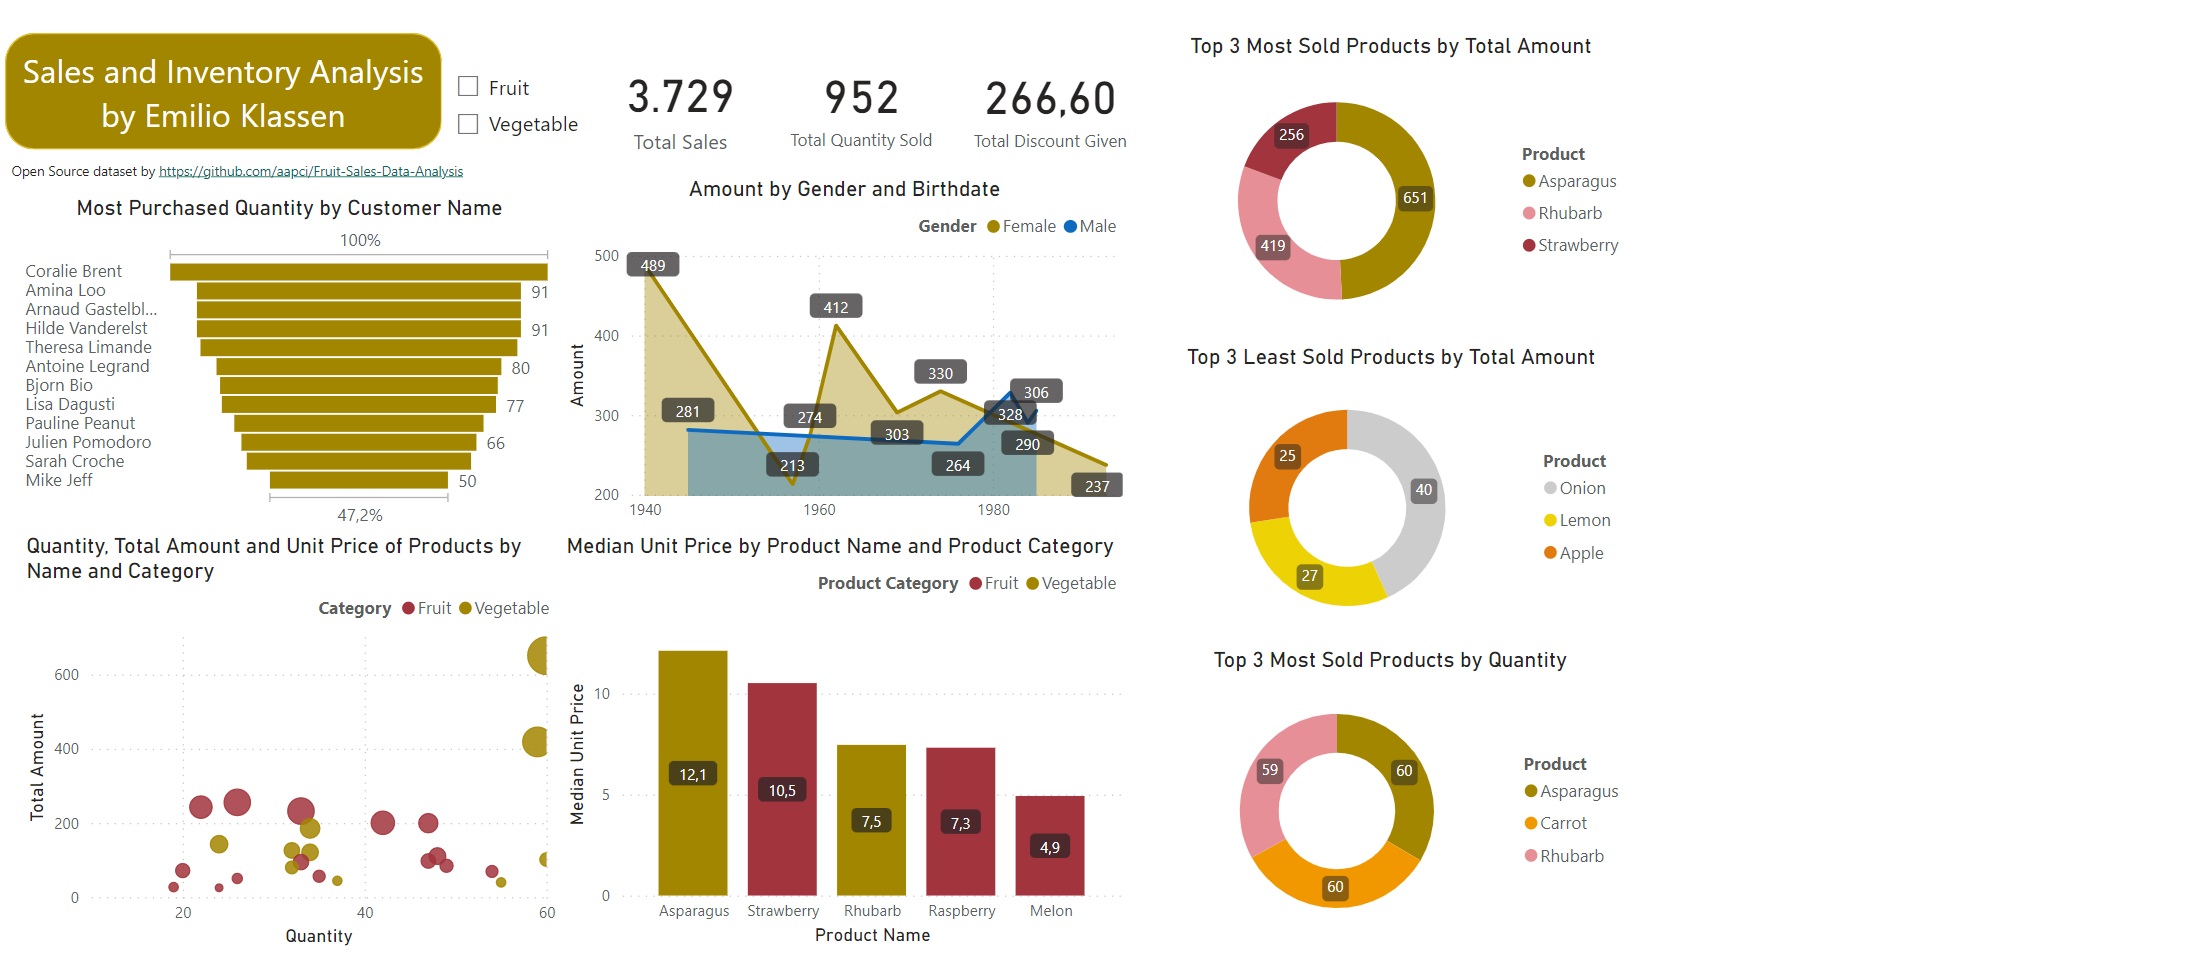 Sales and Inventory Analysis
by Emilio Klassen
Fruit
Vegetable
3.729
Total Sales
952
Total Quantity Sold
266,60
Total Discount Given
Open Source dataset by https://github.com/aapci/Fruit-Sales-Data-Analysis
Most Purchased Quantity by Customer Name
100%
Coralie Brent
Amina Loo 91
Arnaud Gastelbl...
Hilde Vanderelst 91
Theresa Limande
Antoine Legrand 80
Bjorn Bio
Lisa Dagusti 77
Pauline Peanut
Julien Pomodoro 66
Sarah Croche
Mike Jeff 50
47,2%
Amount by Gender and Birthdate
Gender Female Male
Amount
500
400
300
200
489
412
330
306
281
274
328
303
290
213
264
237
1940 1960 1980
Quantity, Total Amount and Unit Price of Products by
Name and Category
Category Fruit Vegetable
Total Amount
600
400
200
0
20 40 60
Quantity
Median Unit Price by Product Name and Product Category
Product Category Fruit Vegetable
Median Unit Price
10
5
0
12,1
10,5
7,5
7,3
4,9
Asparagus Strawberry Rhubarb Raspberry Melon
Product Name
Top 3 Most Sold Products by Total Amount
256
651
419
Product
Asparagus
Rhubarb
Strawberry
Top 3 Least Sold Products by Total Amount
25
40
27
Product
Onion
Lemon
Apple
Top 3 Most Sold Products by Quantity
59
60
60
Product
Asparagus
Carrot
Rhubarb